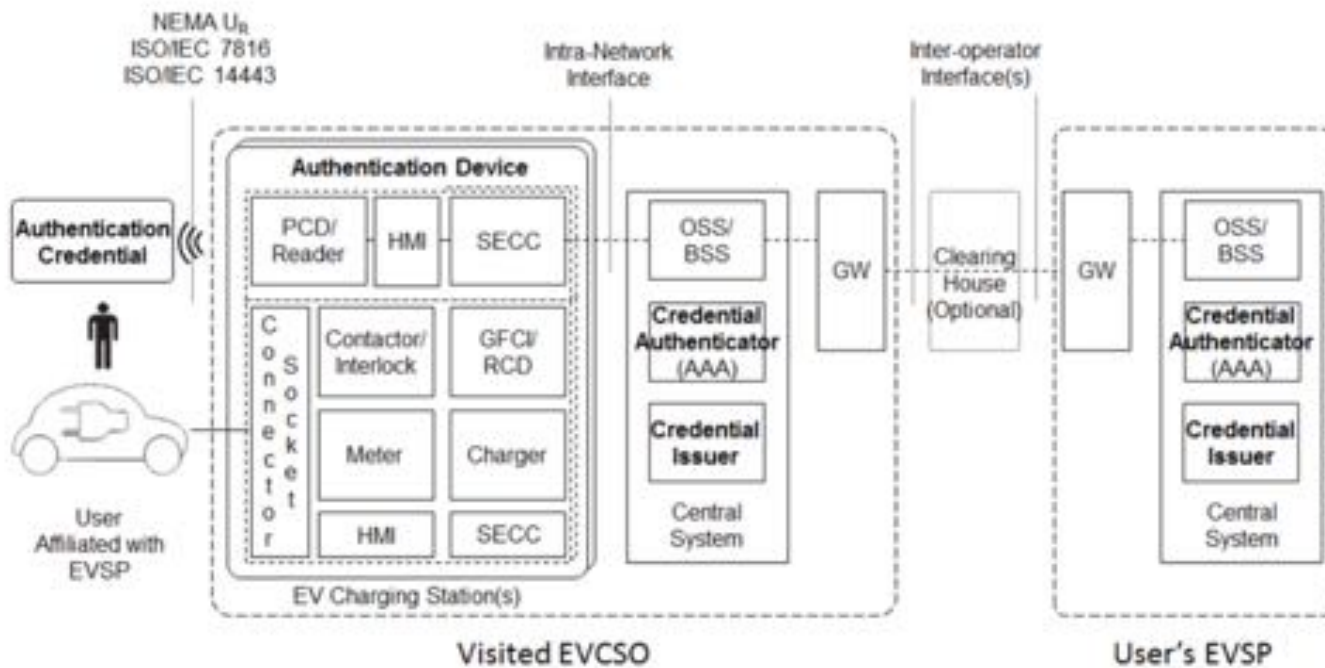 NEMA UR
ISO/IEC 7816
ISO/IEC 14443
Intra-Network
Interface
Inter-operator
Interface(s)
Authentication Device
Authentication
Credential
PCD/
Reader
HMI
SECC
OSS/
BSS
GW
Clearing
House
(Optional)
GW
OSS/
BSS
Connector
Socket
Contactor/
Interlock
GFCI/
RCD
Credential
Authenticator
(AAA)
Credential
Authenticator
(AAA)
Meter
Charger
Credential
Issuer
Credential
Issuer
HMI
SECC
Central
System
Central
System
User
Affiliated with
EVSP
EV Charging Station(s)
Visited EVCSO
User's EVSP